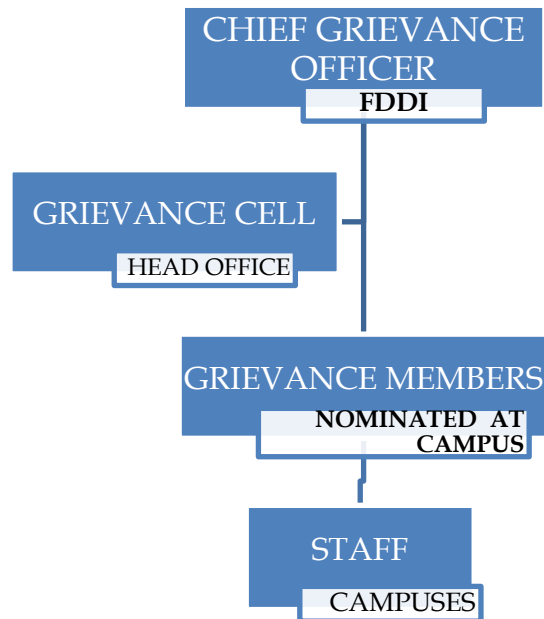 CHIEF GRIEVANCE
OFFICER
FDDI
GRIEVANCE CELL
HEAD OFFICE
GRIEVANCE MEMBERS
NOMINATED AT
CAMPUS
STAFF
CAMPUSES